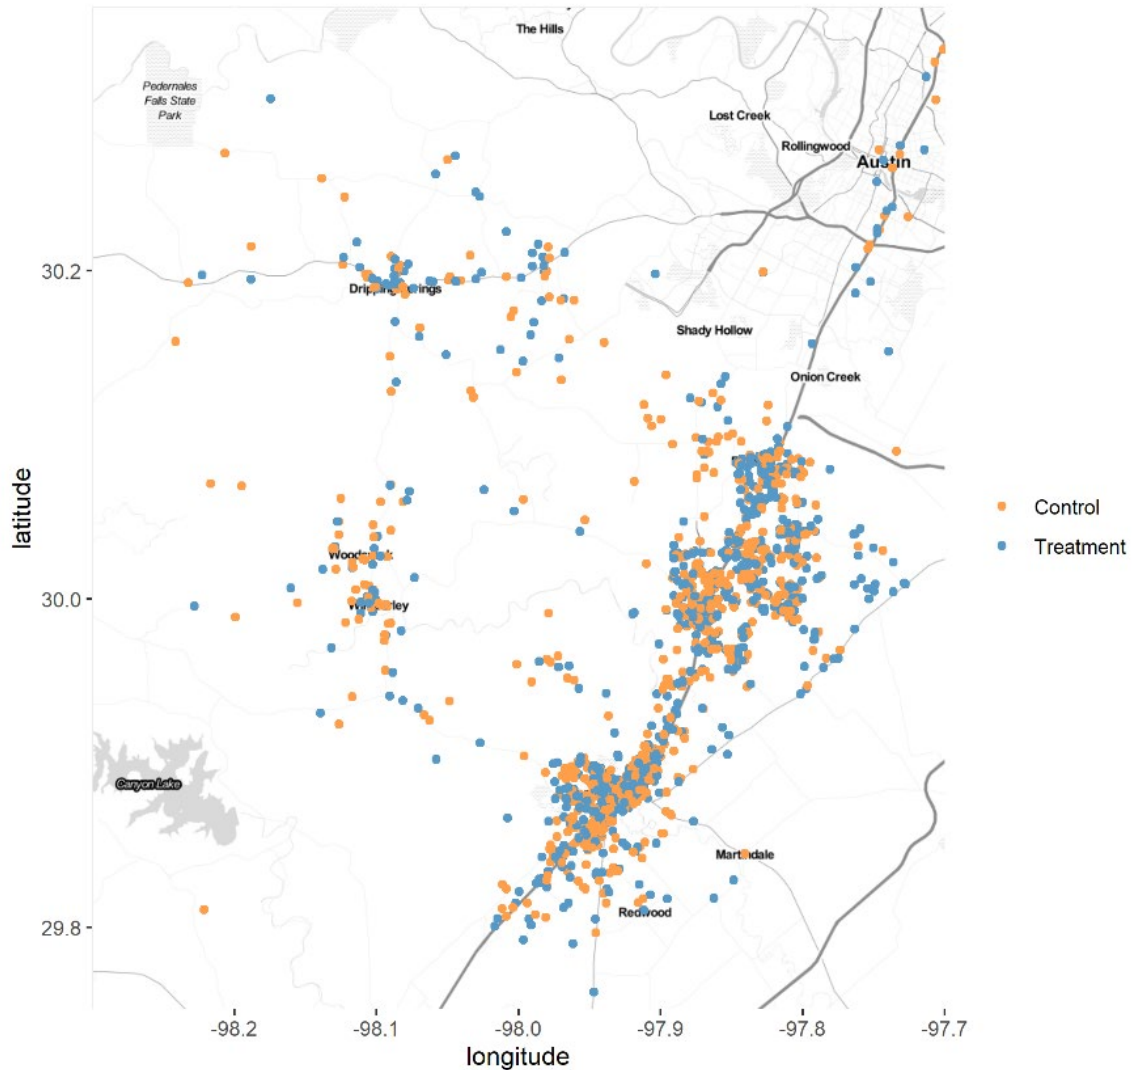 The Hills
Pedernales
Falls State
Park
Lost Creek
Rollingwood
Austin
30.2
Shady Hollow
Onion Creek
latitude
Control
Treatment
30.0
Canyon Lake
Martindale
Redwood
29.8
-98.2
-98.1
-98.0
-97.9
-97.8
-97.7
longitude